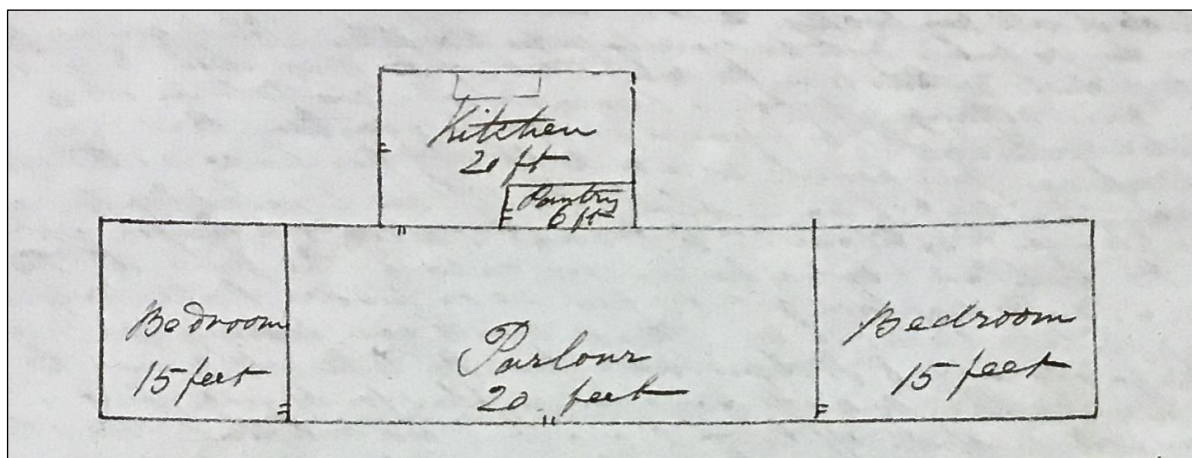 Kitchen
20 ft
Pantry
6 ft
Bedroom
15 feet
Parlour
20 feet
Bedroom
15 feet